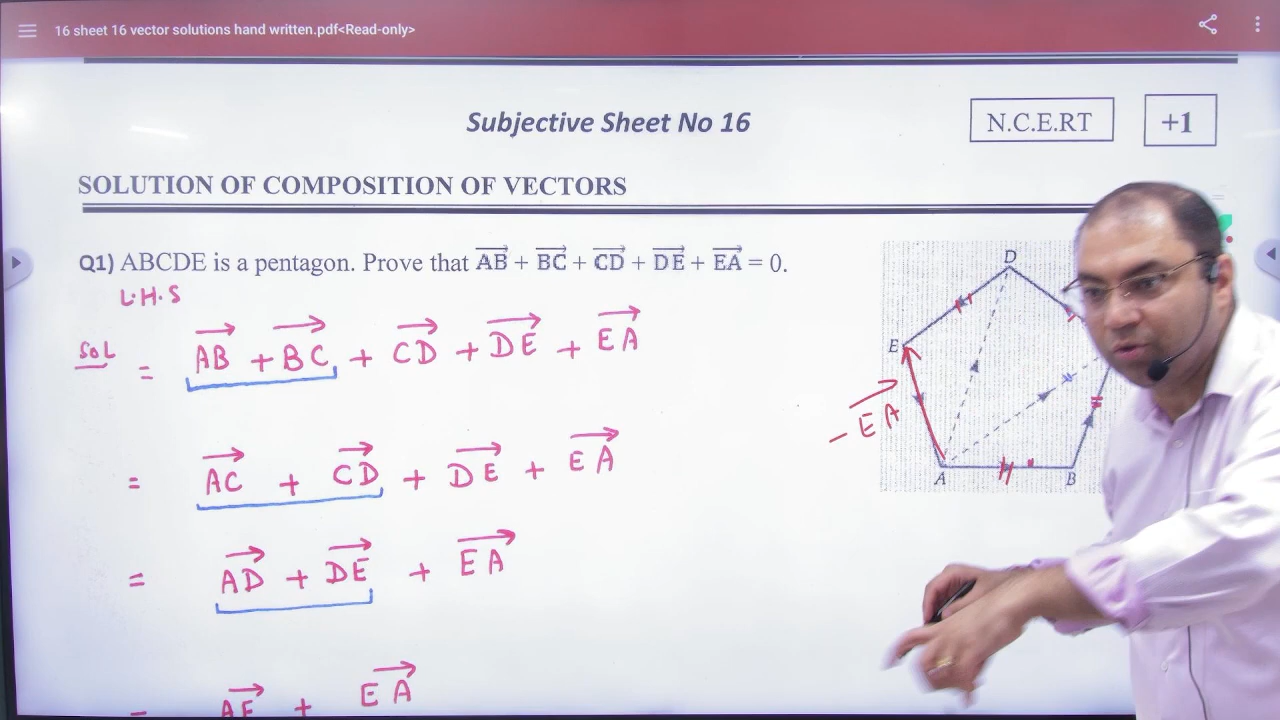 16 sheet 16 vector solutions hand written.pdf<Read-only>
Subjective Sheet No 16
N.C.E.RT
+1
SOLUTION OF COMPOSITION OF VECTORS
Q1) ABCDE is a pentagon. Prove that AB + BC + CD + DE + EA = 0.
L.H.S
Sol
= AB + BC + CD + DE + EA
= AC + CD + DE + EA
= AD + DE + EA
= AE + EA
D
E
- EA
A
B